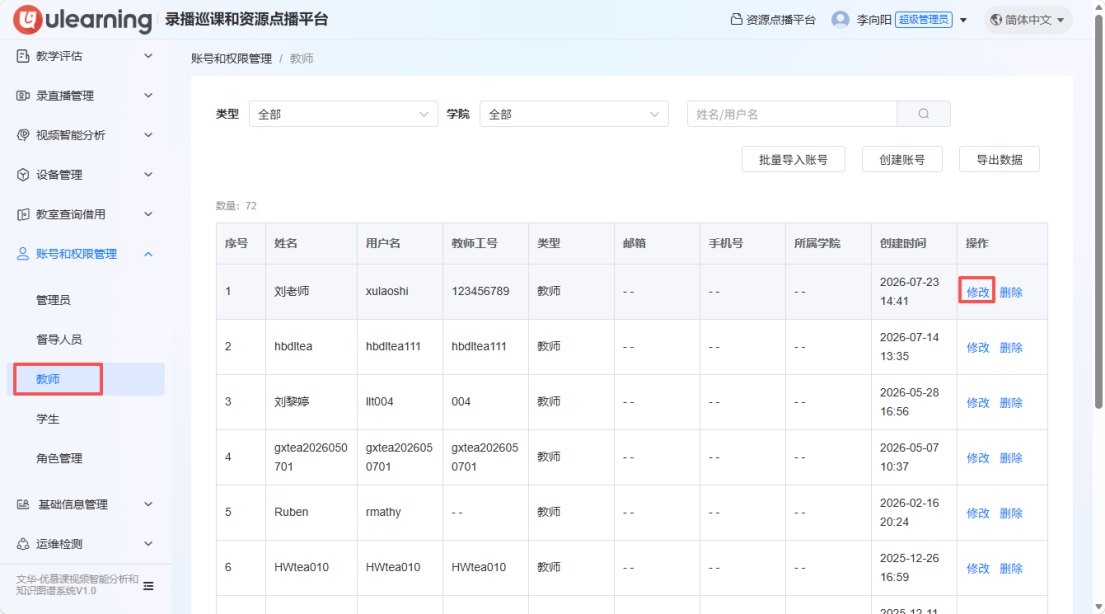 ulearning 录播巡课和资源点播平台
资源点播平台 李向阳 超级管理员 简体中文
教学评估
录直播管理
视频智能分析
设备管理
教室查询借用
账号和权限管理
管理员
督导人员
教师
学生
角色管理
基础信息管理
运维检测
文华-优慕课视频智能分析和
知识图谱系统V1.0
账号和权限管理 / 教师
类型 全部 学院 全部 姓名/用户名
批量导入账号 创建账号 导出数据
数量: 72
序号 姓名 用户名 教师工号 类型 邮箱 手机号 所属学院 创建时间 操作
1 刘老师 xulaoshi 123456789 教师 - - - - - - 2026-07-23 14:41 修改 删除
2 hbdltea hbdltea111 hbdltea111 教师 - - - - - - 2026-07-14 13:35 修改 删除
3 刘黎婷 llt004 004 教师 - - - - - - 2026-05-28 16:56 修改 删除
4 gxtea2026050701 gxtea2026050701 gxtea2026050701 教师 - - - - - - 2026-05-07 10:37 修改 删除
5 Ruben rmathy - - 教师 - - - - - - 2026-02-16 20:24 修改 删除
6 HWtea010 HWtea010 HWtea010 教师 - - - - - - 2025-12-26 16:59 修改 删除
2025-12-11